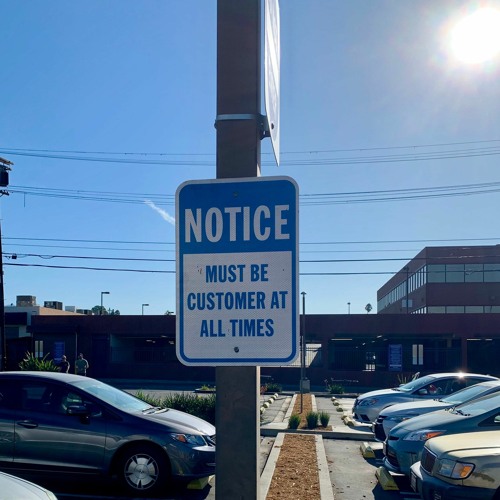 NOTICE
MUST BE
CUSTOMER AT
ALL TIMES